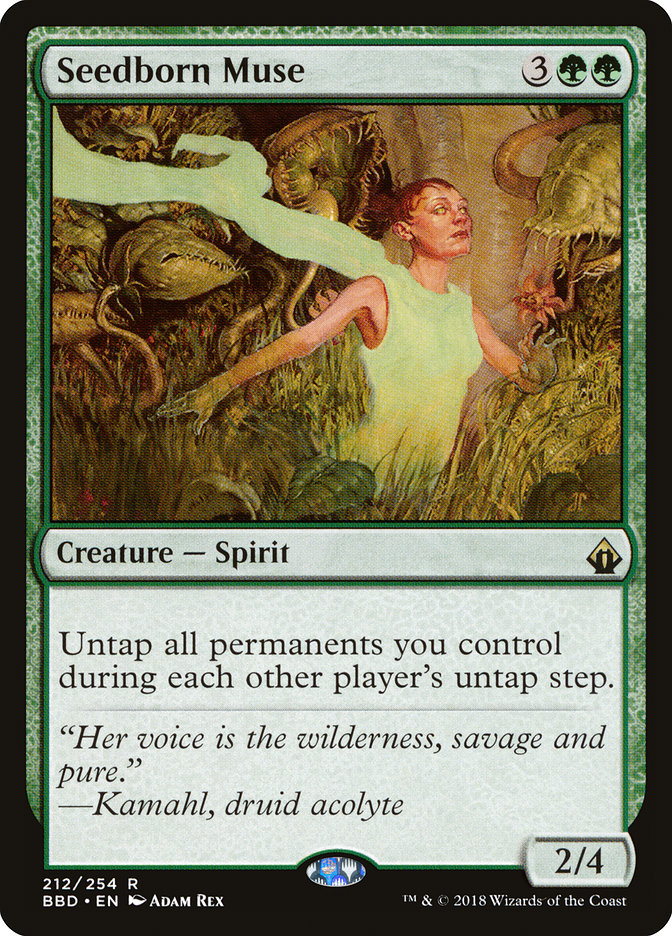 Seedborn Muse 3
Creature — Spirit
Untap all permanents you control
during each other player's untap step.
“Her voice is the wilderness, savage and
pure.”
—Kamahl, druid acolyte
2/4
212/254 R
BBD • EN Adam Rex
™ & © 2018 Wizards of the Coast